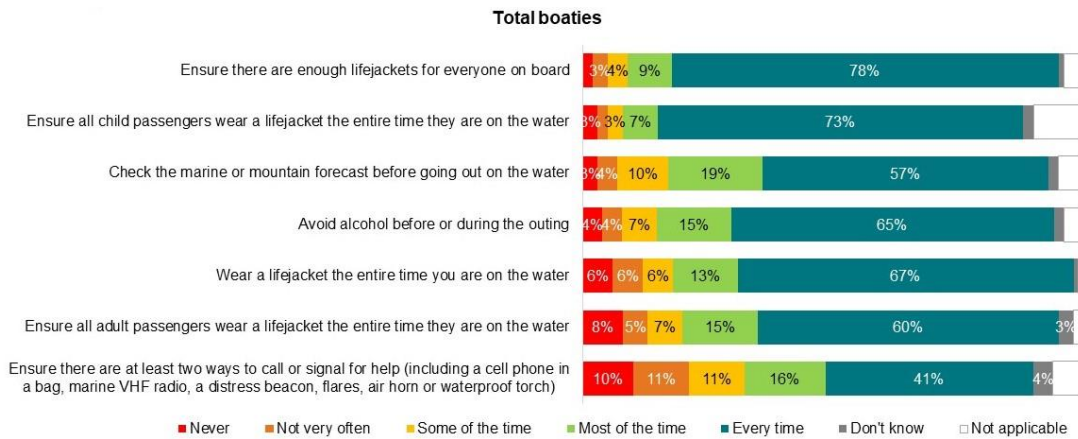 Total boaties
Ensure there are enough lifejackets for everyone on board
3% 4% 9% 78%
Ensure all child passengers wear a lifejacket the entire time they are on the water
3% 3% 7% 73%
Check the marine or mountain forecast before going out on the water
3% 4% 10% 19% 57%
Avoid alcohol before or during the outing
4% 4% 7% 15% 65%
Wear a lifejacket the entire time you are on the water
6% 6% 6% 13% 67%
Ensure all adult passengers wear a lifejacket the entire time they are on the water
8% 5% 7% 15% 60% 3%
Ensure there are at least two ways to call or signal for help (including a cell phone in
a bag, marine VHF radio, a distress beacon, flares, air horn or waterproof torch)
10% 11% 11% 16% 41% 4%
Never Not very often Some of the time Most of the time Every time Don't know Not applicable